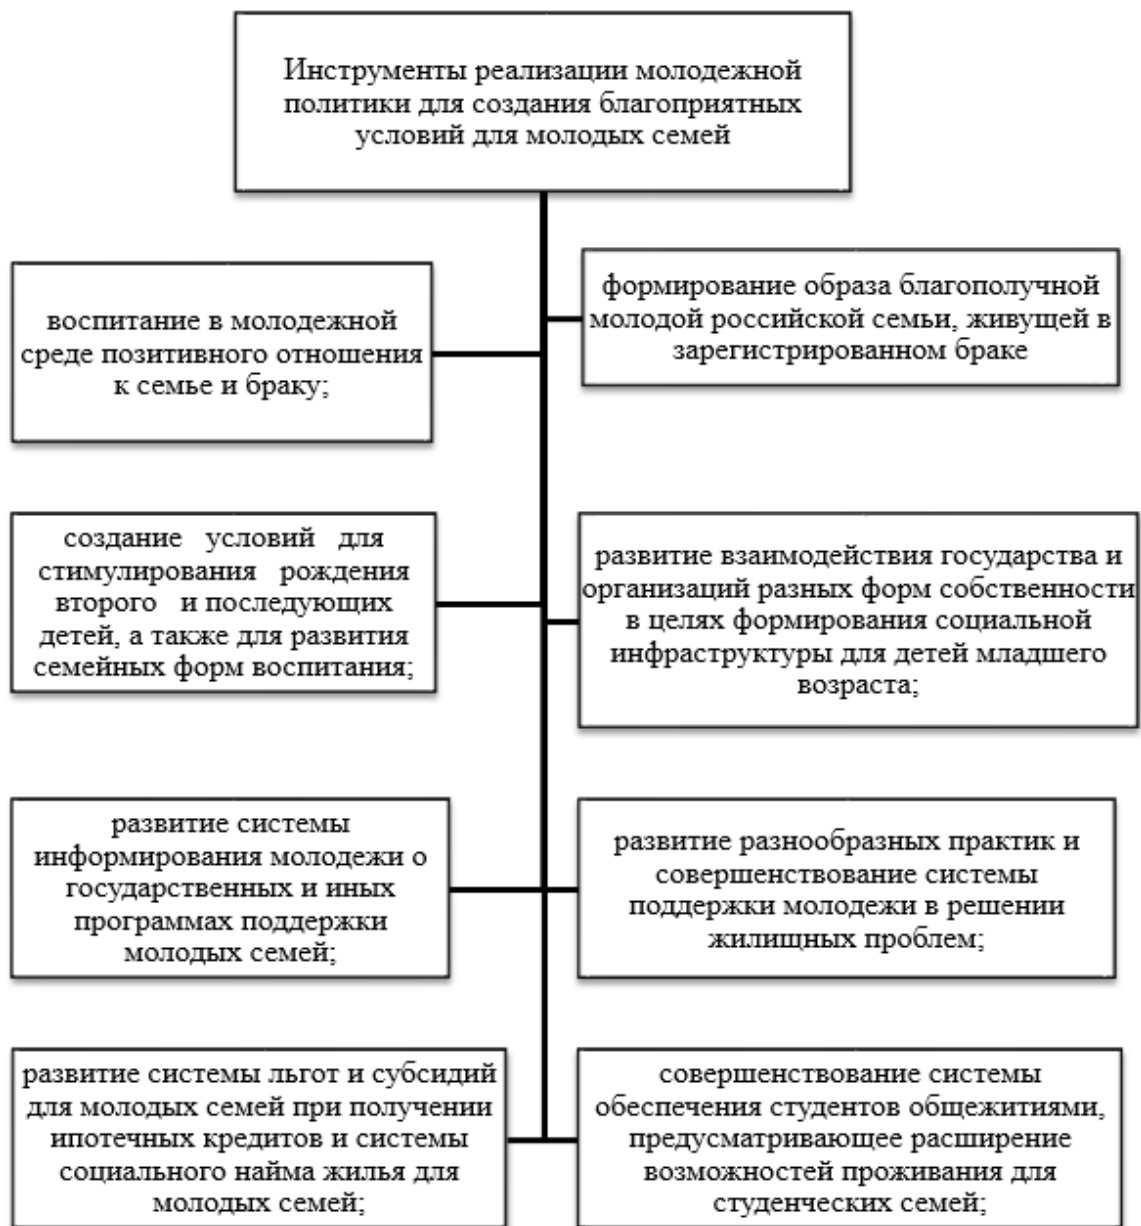 Инструменты реализации молодежной
политики для создания благоприятных
условий для молодых семей
воспитание в молодежной
среде позитивного отношения
к семье и браку;
формирование образа благополучной
молодой российской семьи, живущей в
зарегистрированном браке
создание условий для
стимулирования рождения
второго и последующих
детей, а также для развития
семейных форм воспитания;
развитие взаимодействия государства и
организаций разных форм собственности
в целях формирования социальной
инфраструктуры для детей младшего
возраста;
развитие системы
информирования молодежи о
государственных и иных
программах поддержки
молодых семей;
развитие разнообразных практик и
совершенствование системы
поддержки молодежи в решении
жилищных проблем;
развитие системы льгот и субсидий
для молодых семей при получении
ипотечных кредитов и системы
социального найма жилья для
молодых семей;
совершенствование системы
обеспечения студентов общежитиями,
предусматривающее расширение
возможностей проживания для
студенческих семей;